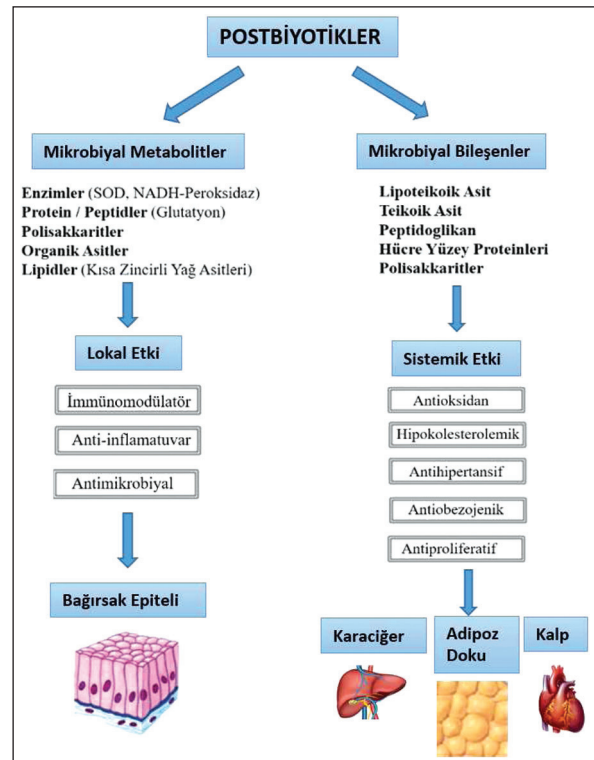 POSTBİYOTİKLER
Mikrobiyal Metabolitler
Enzimler (SOD, NADH-Peroksidaz)
Protein / Peptidler (Glutatyon)
Polisakkaritler
Organik Asitler
Lipidler (Kısa Zincirli Yağ Asitleri)
Lokal Etki
İmmünomodülatör
Anti-inflamatuvar
Antimikrobiyal
Bağırsak Epiteli
Mikrobiyal Bileşenler
Lipoteikoik Asit
Teikoik Asit
Peptidoglikan
Hücre Yüzey Proteinleri
Polisakkaritler
Sistemik Etki
Antioksidan
Hipokolesterolemik
Antihipertansif
Antiobezojenik
Antiproliferatif
Karaciğer
Adipoz
Doku
Kalp